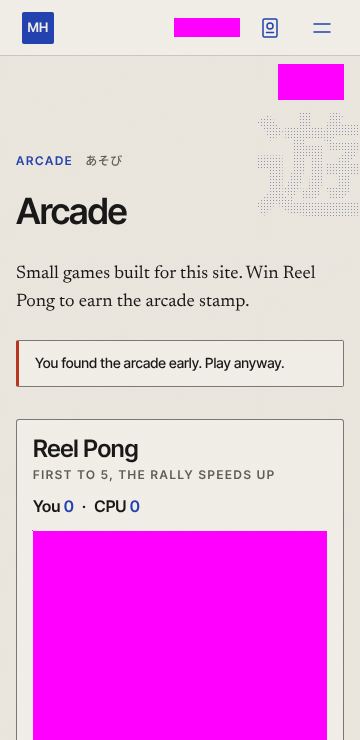 MH
ARCADE あそび
遊
Arcade
Small games built for this site. Win Reel
Pong to earn the arcade stamp.
You found the arcade early. Play anyway.
Reel Pong
FIRST TO 5, THE RALLY SPEEDS UP
You 0 · CPU 0